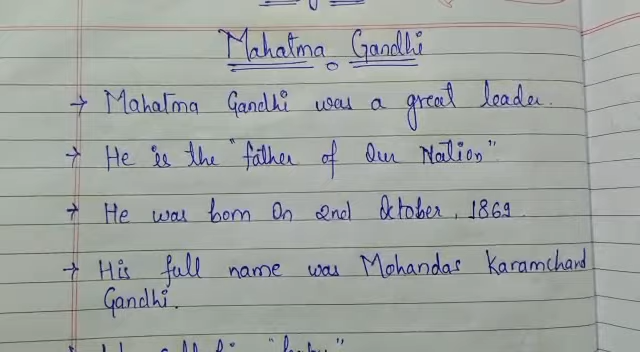 Mahatma Gandhi
→ Mahatma Gandhi was a great leader.
→ He is the "father of Our Nation"
→ He was born On 2nd October, 1869
→ His full name was Mohandas Karamchand
Gandhi.